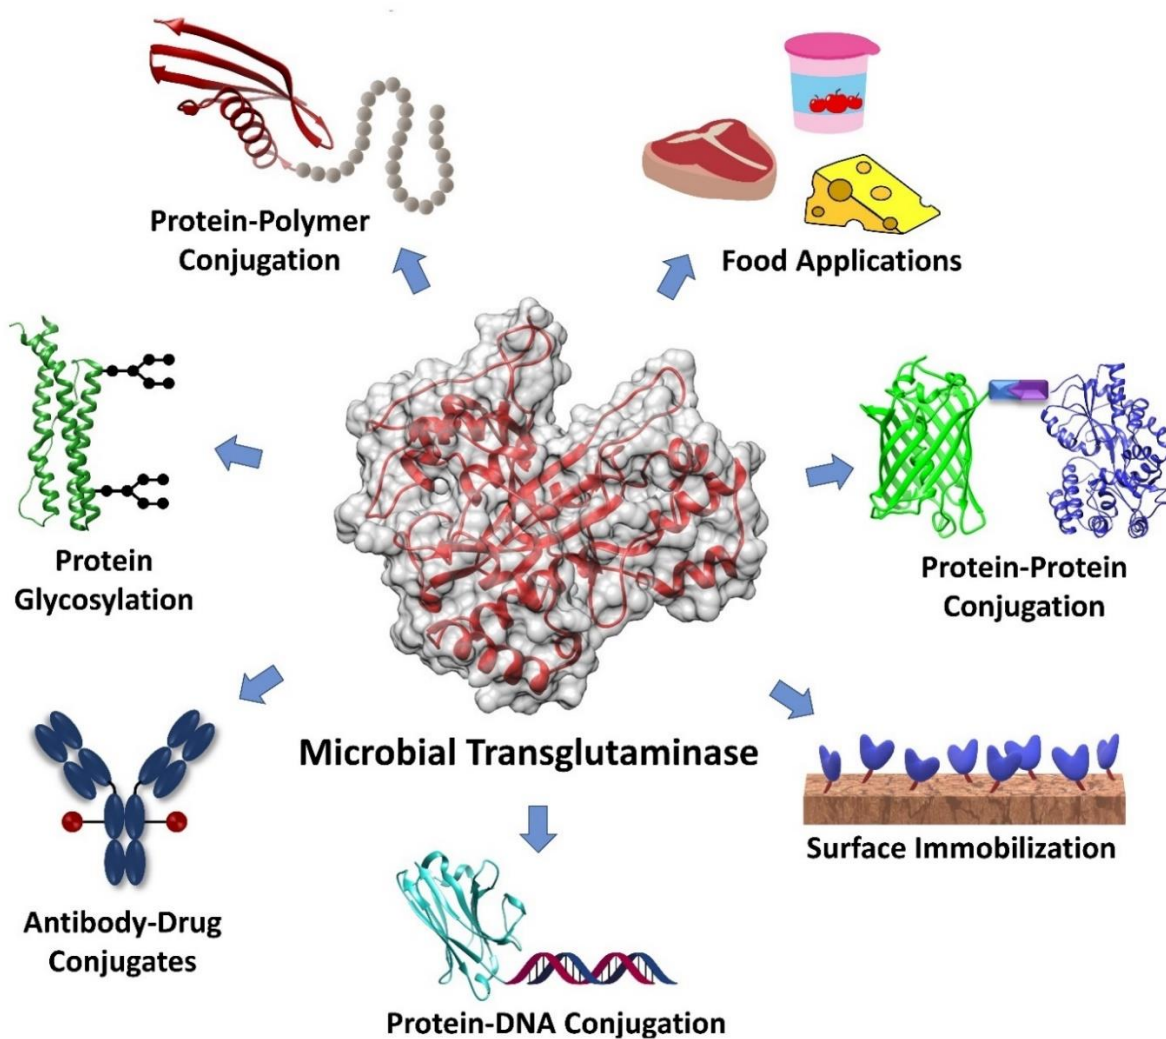 Protein-Polymer
Conjugation
Food Applications
Protein
Glycosylation
Protein-Protein
Conjugation
Microbial Transglutaminase
Surface Immobilization
Antibody-Drug
Conjugates
Protein-DNA Conjugation